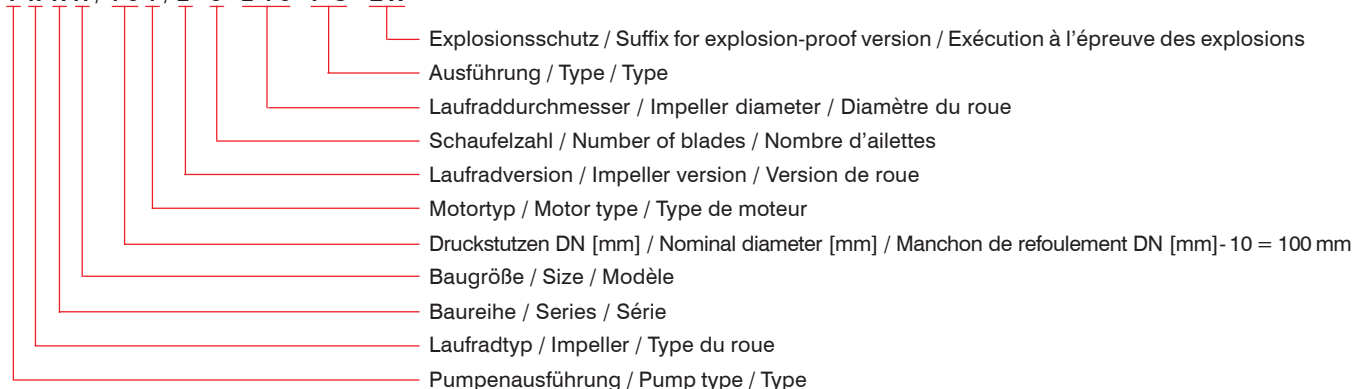 Explosionsschutz / Suffix for explosion-proof version / Exécution à l'épreuve des explosions
Ausführung / Type / Type
Laufraddurchmesser / Impeller diameter / Diamètre du roue
Schaufelzahl / Number of blades / Nombre d'ailettes
Laufradversion / Impeller version / Version de roue
Motortyp / Motor type / Type de moteur
Druckstutzen DN [mm] / Nominal diameter [mm] / Manchon de refoulement DN [mm]- 10 = 100 mm
Baugröße / Size / Modèle
Baureihe / Series / Série
Laufradtyp / Impeller / Type du roue
Pumpenausführung / Pump type / Type